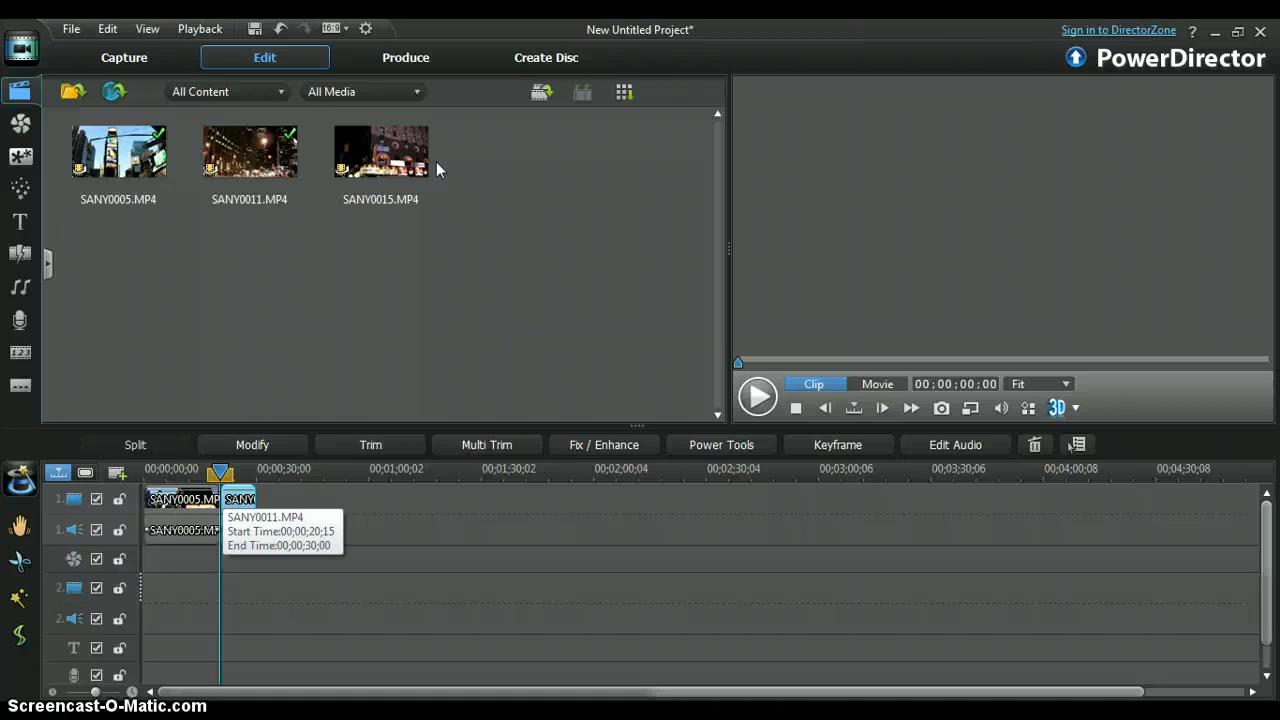 File Edit View Playback
New Untitled Project*
Sign in to DirectorZone ?
Capture Edit Produce Create Disc
PowerDirector
All Content All Media
SANY0005.MP4 SANY0011.MP4 SANY0015.MP4
Clip Movie 00;00;00;00 Fit
3D
Split Modify Trim Multi Trim Fix / Enhance Power Tools Keyframe Edit Audio
00;00;00;00 00;00;30;00 00;01;00;02 00;01;30;02 00;02;00;04 00;02;30;04 00;03;00;06 00;03;30;06 00;04;00;08 00;04;30;08
1. SANY0005.MP SANY0
SANY0011.MP4
Start Time:00;00;20;15
End Time:00;00;30;00
1. SANY0005.M
2.
2.
T
Screencast-O-Matic.com